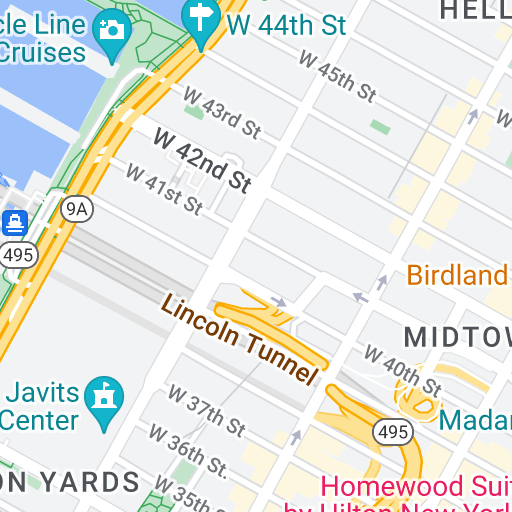 HELL
cle Line
Cruises
W 44th St
W 45th St
W 43rd St
W 42nd St
W 41st St
9A
495
Birdland
Lincoln Tunnel
MIDTOW
W 40th St
Javits
Center
W 37th St
Madar
495
W 36th St.
ON YARDS
W 35th S
Homewood Suit
by Hilton New York